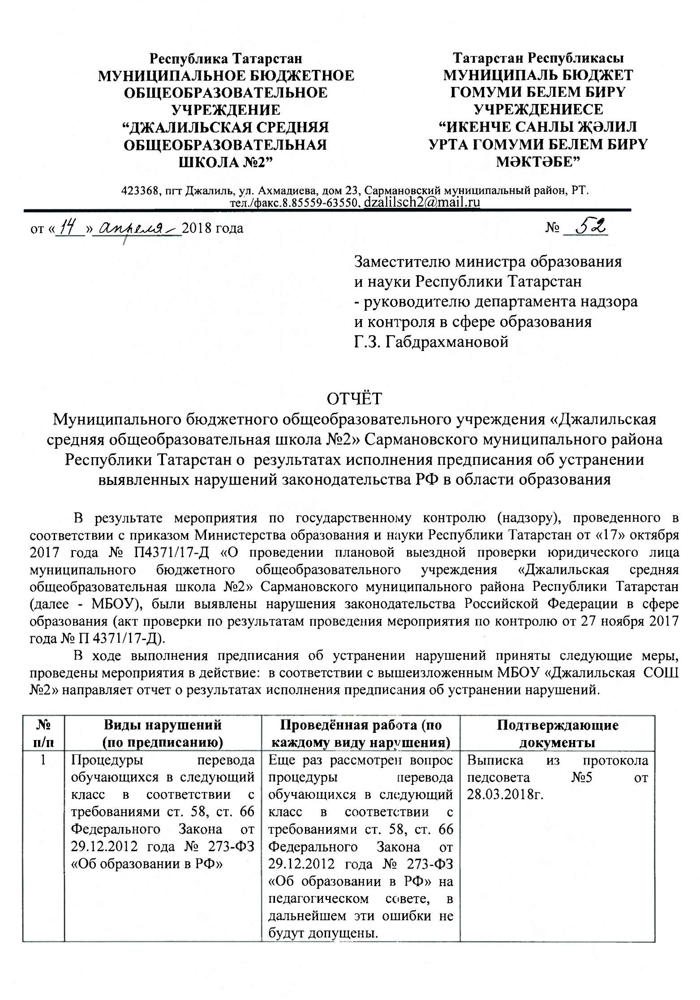 Республика Татарстан
МУНИЦИПАЛЬНОЕ БЮДЖЕТНОЕ
ОБЩЕОБРАЗОВАТЕЛЬНОЕ
УЧРЕЖДЕНИЕ
“ДЖАЛИЛЬСКАЯ СРЕДНЯЯ
ОБЩЕОБРАЗОВАТЕЛЬНАЯ
ШКОЛА №2”
Татарстан Республикасы
МУНИЦИПАЛЬ БЮДЖЕТ
ГОМУМИ БЕЛЕМ БИРҮ
УЧРЕЖДЕНИЕСЕ
“ИКЕНЧЕ САНЛЫ ҖӘЛИЛ
УРТА ГОМУМИ БЕЛЕМ БИРҮ
МӘКТӘБЕ”
423368, пгт Джалиль, ул. Ахмадиева, дом 23, Сармановский муниципальный район, РТ.
тел./факс.8.85559-63550, dzalilsch2@mail.ru
от «14» апреля 2018 года № 52
Заместителю министра образования
и науки Республики Татарстан
- руководителю департамента надзора
и контроля в сфере образования
Г.З. Габдрахмановой
ОТЧЁТ
Муниципального бюджетного общеобразовательного учреждения «Джалильская
средняя общеобразовательная школа №2» Сармановского муниципального района
Республики Татарстан о результатах исполнения предписания об устранении
выявленных нарушений законодательства РФ в области образования
В результате мероприятия по государственному контролю (надзору), проведенного в
соответствии с приказом Министерства образования и науки Республики Татарстан от «17» октября
2017 года № П4371/17-Д «О проведении плановой выездной проверки юридического лица
муниципального бюджетного общеобразовательного учреждения «Джалильская средняя
общеобразовательная школа №2» Сармановского муниципального района Республики Татарстан
(далее - МБОУ), были выявлены нарушения законодательства Российской Федерации в сфере
образования (акт проверки по результатам проведения мероприятия по контролю от 27 ноября 2017
года № П 4371/17-Д).
В ходе выполнения предписания об устранении нарушений приняты следующие меры,
проведены мероприятия в действие: в соответствии с вышеизложенным МБОУ «Джалильская СОШ
№2» направляет отчет о результатах исполнения предписания об устранении нарушений.
№
п/п
Виды нарушений
(по предписанию)
Проведённая работа (по
каждому виду нарушения)
Подтверждающие
документы
1
Процедуры перевода
обучающихся в следующий
класс в соответствии с
требованиями ст. 58, ст. 66
Федерального Закона от
29.12.2012 года № 273-ФЗ
«Об образовании в РФ»
Еще раз рассмотрен вопрос
процедуры перевода
обучающихся в следующий
класс в соответствии с
требованиями ст. 58, ст. 66
Федерального Закона от
29.12.2012 года № 273-ФЗ
«Об образовании в РФ» на
педагогическом совете, в
дальнейшем эти ошибки не
будут допущены.
Выписка из протокола
педсовета №5 от
28.03.2018г.